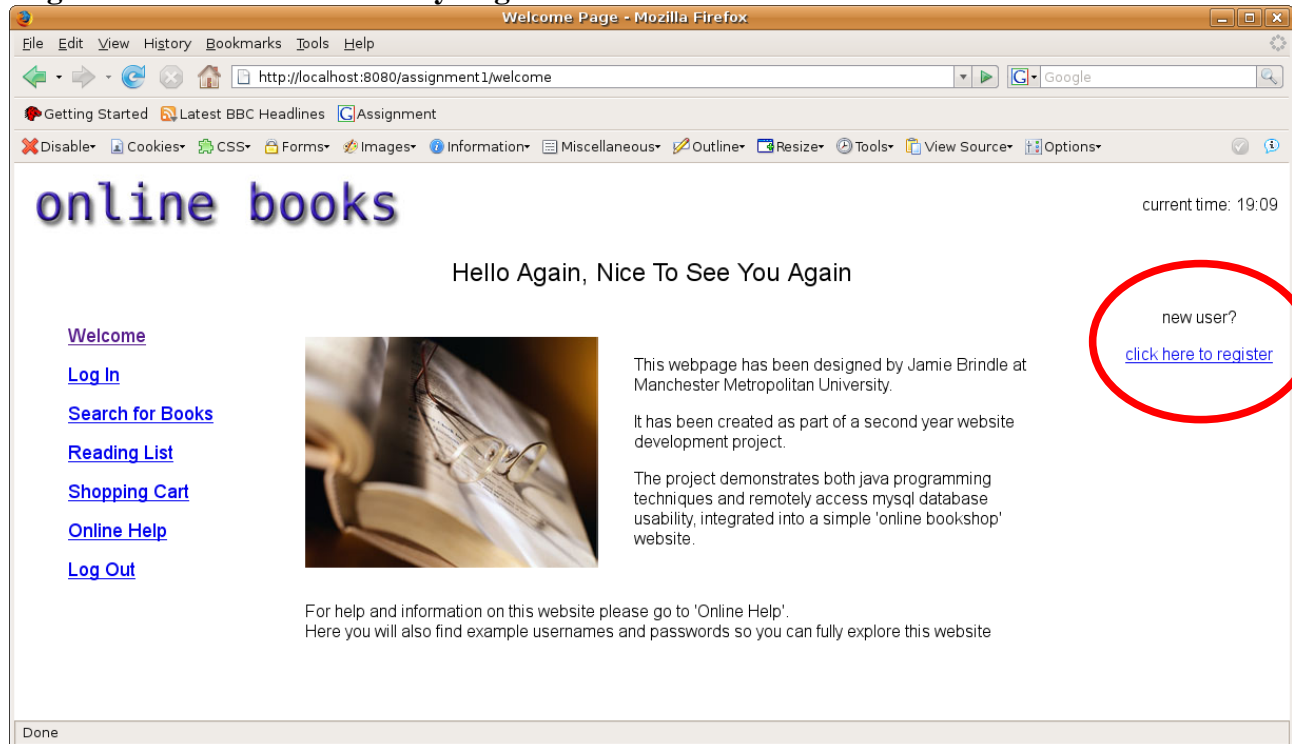 Welcome Page - Mozilla Firefox
File Edit View History Bookmarks Tools Help
http://localhost:8080/assignment1/welcome
G Google
Getting Started Latest BBC Headlines G Assignment
Disable Cookies CSS Forms Images Information Miscellaneous Outline Resize Tools View Source Options
online books
current time: 19:09
Hello Again, Nice To See You Again
new user?
click here to register
Welcome
Log In
Search for Books
Reading List
Shopping Cart
Online Help
Log Out
This webpage has been designed by Jamie Brindle at
Manchester Metropolitan University.
It has been created as part of a second year website
development project.
The project demonstrates both java programming
techniques and remotely access mysql database
usability, integrated into a simple 'online bookshop'
website.
For help and information on this website please go to 'Online Help'.
Here you will also find example usernames and passwords so you can fully explore this website
Done